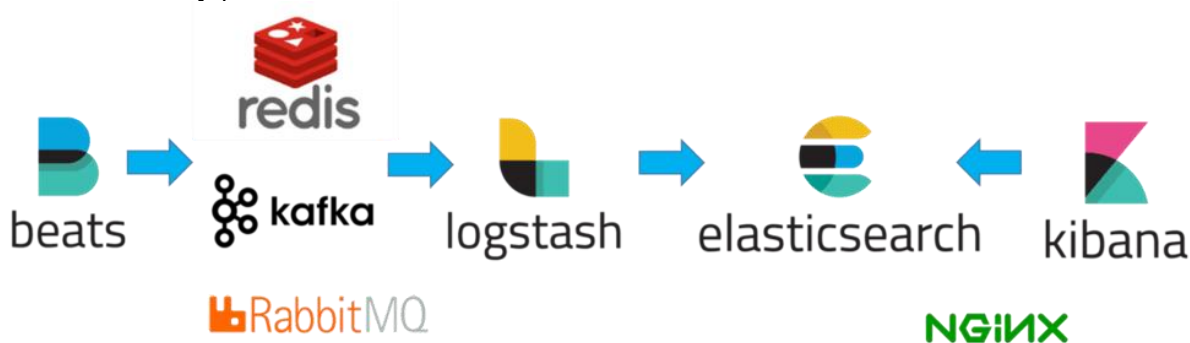 redis
beats
kafka
logstash
elasticsearch
kibana
RabbitMQ
NGINX